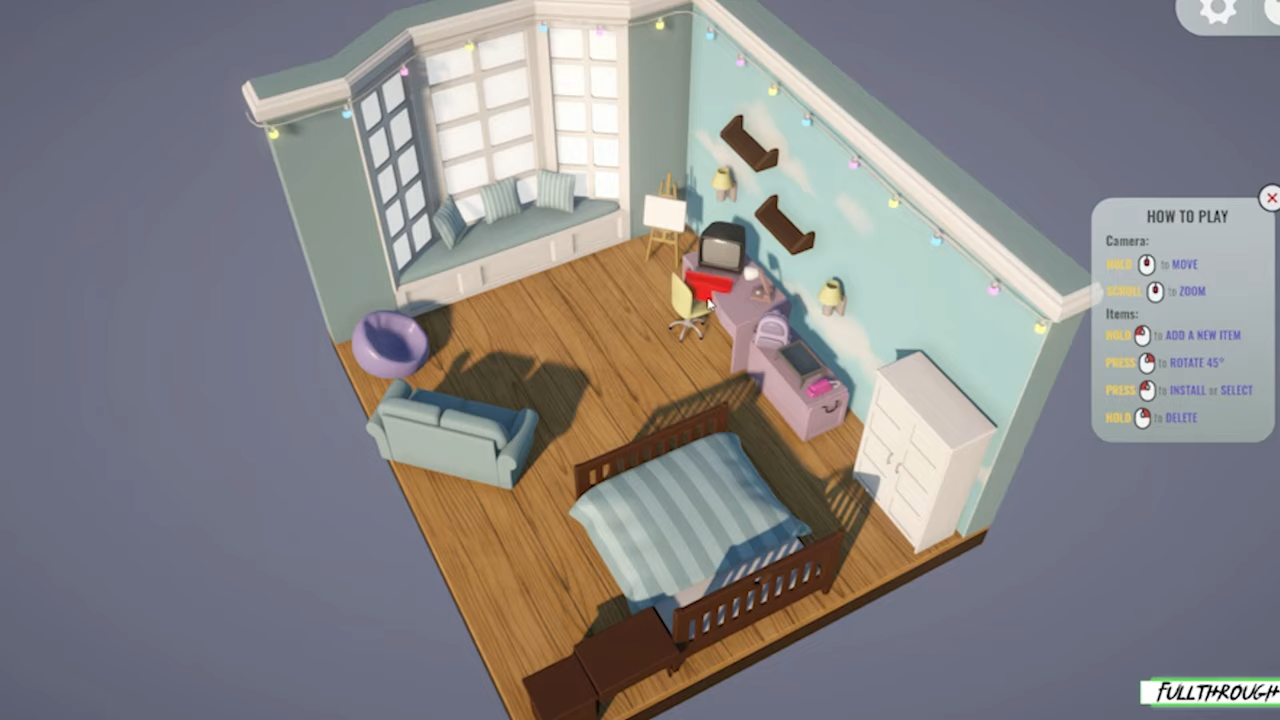 HOW TO PLAY
Camera:
HOLD to MOVE
SCROLL to ZOOM
Items:
HOLD to ADD A NEW ITEM
PRESS to ROTATE 45°
PRESS to INSTALL or SELECT
HOLD to DELETE
FULLTHROUGH